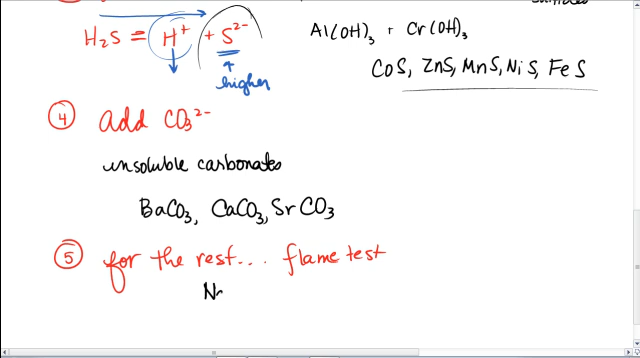 H₂S = H⁺ + S²⁻
higher
Al(OH)₃ + Cr(OH)₃
CoS, ZnS, MnS, NiS, FeS
④ add CO₃²⁻
unsoluble carbonates
BaCO₃, CaCO₃, SrCO₃
⑤ for the rest... flame test